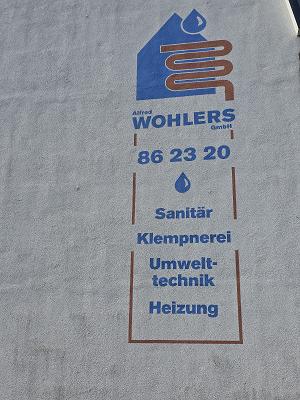 Alfred
WOHLERS
GmbH
86 23 20
Sanitär
Klempnerei
Umwelt-
technik
Heizung